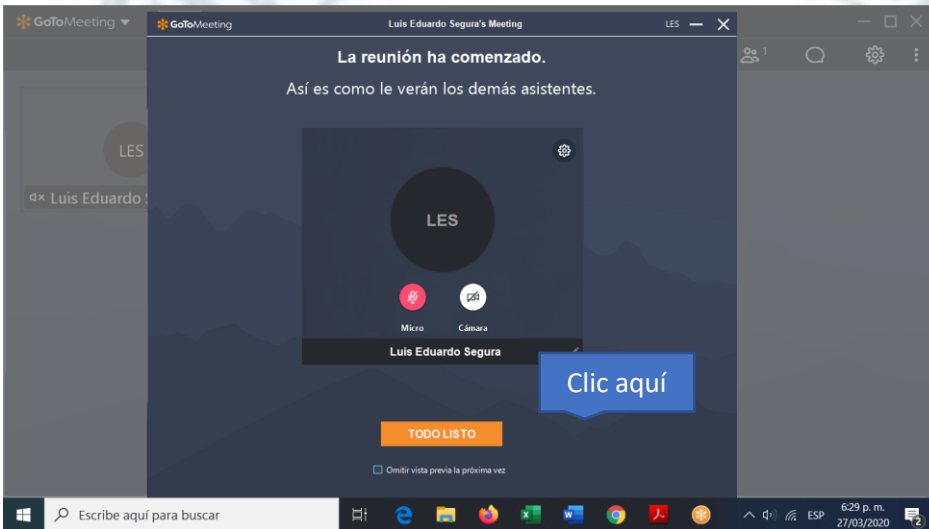 GoToMeeting
GoToMeeting
Luis Eduardo Segura's Meeting
LES
1
La reunión ha comenzado.
Así es como le verán los demás asistentes.
LES
Luis Eduardo
LES
Micro
Cámara
Luis Eduardo Segura
Clic aquí
TODO LISTO
Omitir vista previa la próxima vez
Escribe aquí para buscar
ESP
6:29 p. m.
27/03/2020
2